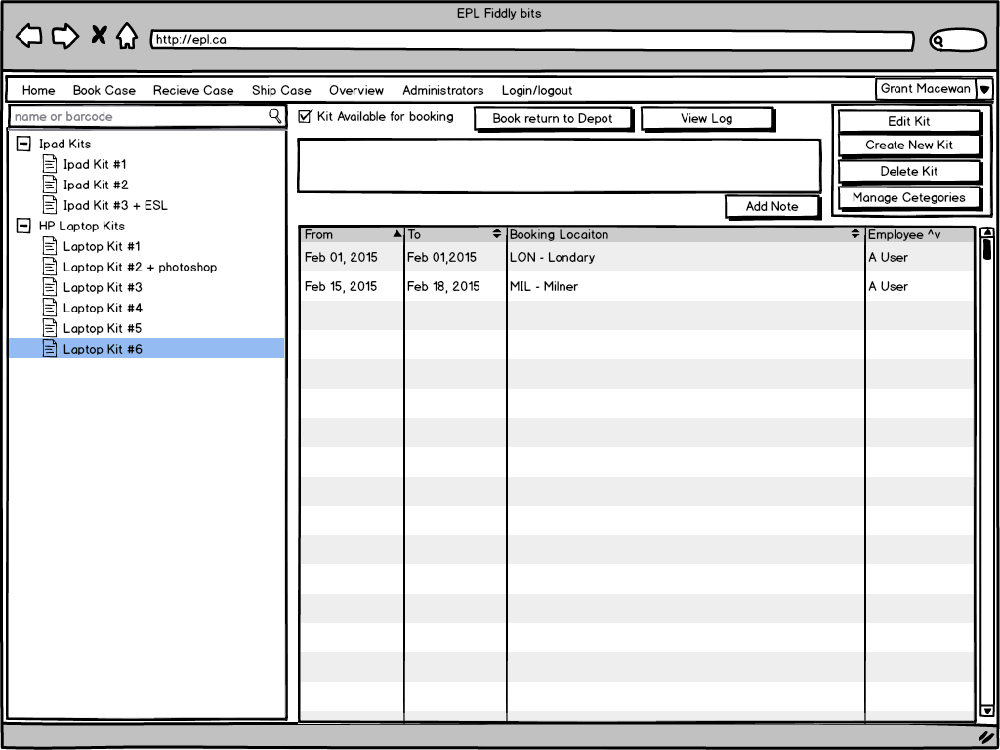 EPL Fiddly bits
http://epl.ca
Home Book Case Recieve Case Ship Case Overview Administrators Login/logout Grant Macewan
name or barcode
Ipad Kits
Ipad Kit #1
Ipad Kit #2
Ipad Kit #3 + ESL
HP Laptop Kits
Laptop Kit #1
Laptop Kit #2 + photoshop
Laptop Kit #3
Laptop Kit #4
Laptop Kit #5
Laptop Kit #6
Kit Available for booking Book return to Depot View Log
Add Note
Edit Kit
Create New Kit
Delete Kit
Manage Cetegories
From To Booking Locaiton Employee ^v
Feb 01, 2015 Feb 01,2015 LON - Londary A User
Feb 15, 2015 Feb 18, 2015 MIL - Milner A User